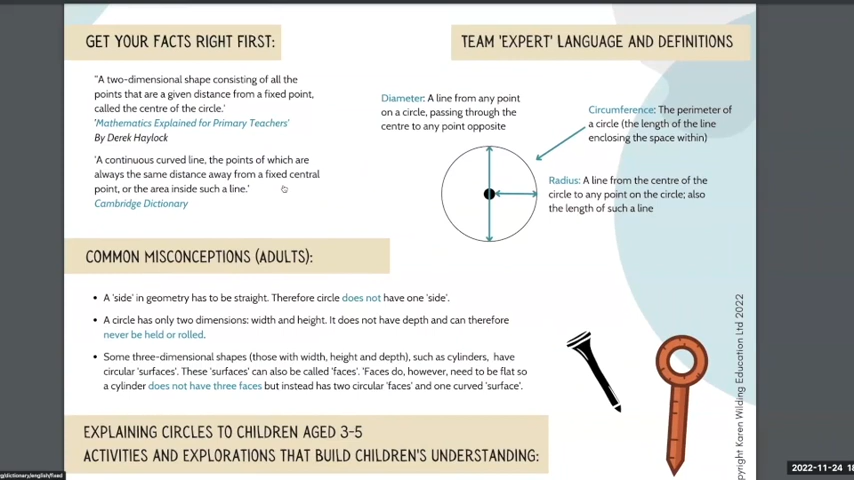 GET YOUR FACTS RIGHT FIRST:
TEAM 'EXPERT' LANGUAGE AND DEFINITIONS
"A two-dimensional shape consisting of all the
points that are a given distance from a fixed point,
called the centre of the circle.'
'Mathematics Explained for Primary Teachers'
By Derek Haylock
'A continuous curved line, the points of which are
always the same distance away from a fixed central
point, or the area inside such a line.'
Cambridge Dictionary
Diameter: A line from any point
on a circle, passing through the
centre to any point opposite
Circumference: The perimeter of
a circle (the length of the line
enclosing the space within)
Radius: A line from the centre of the
circle to any point on the circle; also
the length of such a line
COMMON MISCONCEPTIONS (ADULTS):
• A 'side' in geometry has to be straight. Therefore circle does not have one 'side'.
• A circle has only two dimensions: width and height. It does not have depth and can therefore
never be held or rolled.
• Some three-dimensional shapes (those with width, height and depth), such as cylinders, have
circular 'surfaces'. These 'surfaces' can also be called 'faces'. 'Faces do, however, need to be flat so
a cylinder does not have three faces but instead has two circular 'faces' and one curved 'surface'.
EXPLAINING CIRCLES TO CHILDREN AGED 3-5
ACTIVITIES AND EXPLORATIONS THAT BUILD CHILDREN'S UNDERSTANDING:
pyright Karen Wilding Education Ltd 2022
g/dictionary/english/fixed
2022-11-24 18